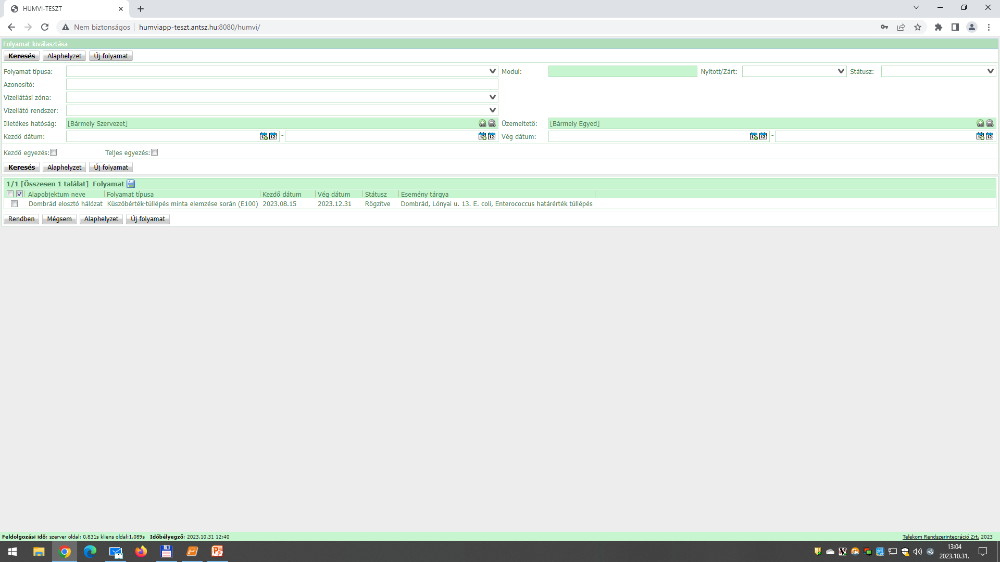 HUMVI-TESZT
Nem biztonságos humviapp-teszt.antsz.hu:8080/humvi/
Folyamat kiválasztása
Keresés Alaphelyzet Új folyamat
Folyamat típusa: Modul: Nyitott/Zárt: Státusz:
Azonosító:
Vízellátási zóna:
Vízellátó rendszer:
Illetékes hatóság: [Bármely Szervezet] Üzemeltető: [Bármely Egyed]
Kezdő dátum: - Vég dátum: -
Kezdő egyezés: Teljes egyezés:
Keresés Alaphelyzet Új folyamat
1/1 [Összesen 1 találat] Folyamat
Alapobjektum neve Folyamat típusa Kezdő dátum Vég dátum Státusz Esemény tárgya
Dombrád elosztó hálózat Küszöbérték-túllépés minta elemzése során (E100) 2023.08.15 2023.12.31 Rögzítve Dombrád, Lónyai u. 13. E. coli, Enterococcus határérték túllépés
Rendben Mégsem Alaphelyzet Új folyamat
Feldolgozási idő: szerver oldal: 0,831s kliens oldal:1,089s Időbélyegző: 2023.10.31 12:40 Telekom Rendszerintegráció Zrt. 2023
13:04
2023.10.31.